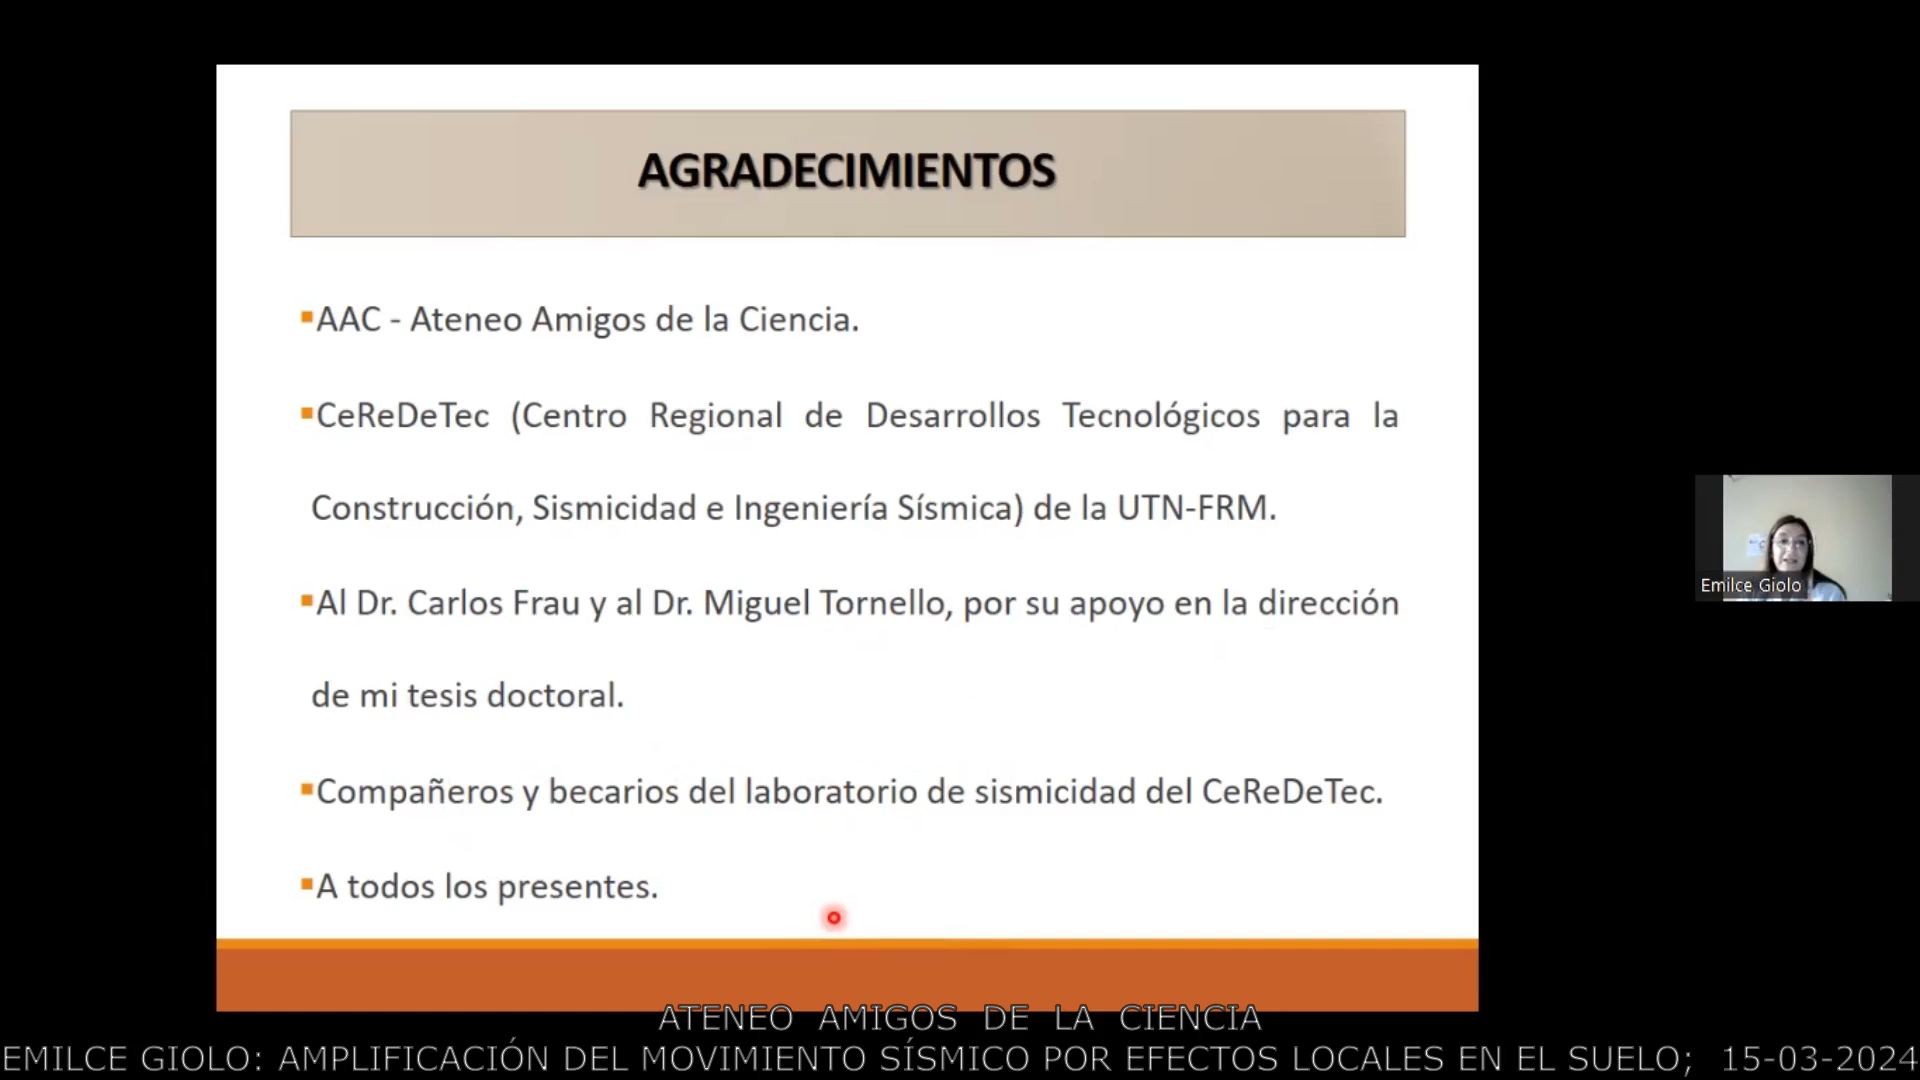 AGRADECIMIENTOS
▪AAC - Ateneo Amigos de la Ciencia.
▪CeReDeTec (Centro Regional de Desarrollos Tecnológicos para la
Construcción, Sismicidad e Ingeniería Sísmica) de la UTN-FRM.
▪Al Dr. Carlos Frau y al Dr. Miguel Tornello, por su apoyo en la dirección
de mi tesis doctoral.
▪Compañeros y becarios del laboratorio de sismicidad del CeReDeTec.
▪A todos los presentes.
Emilce Giolo
ATENEO AMIGOS DE LA CIENCIA
EMILCE GIOLO: AMPLIFICACIÓN DEL MOVIMIENTO SÍSMICO POR EFECTOS LOCALES EN EL SUELO; 15-03-2024